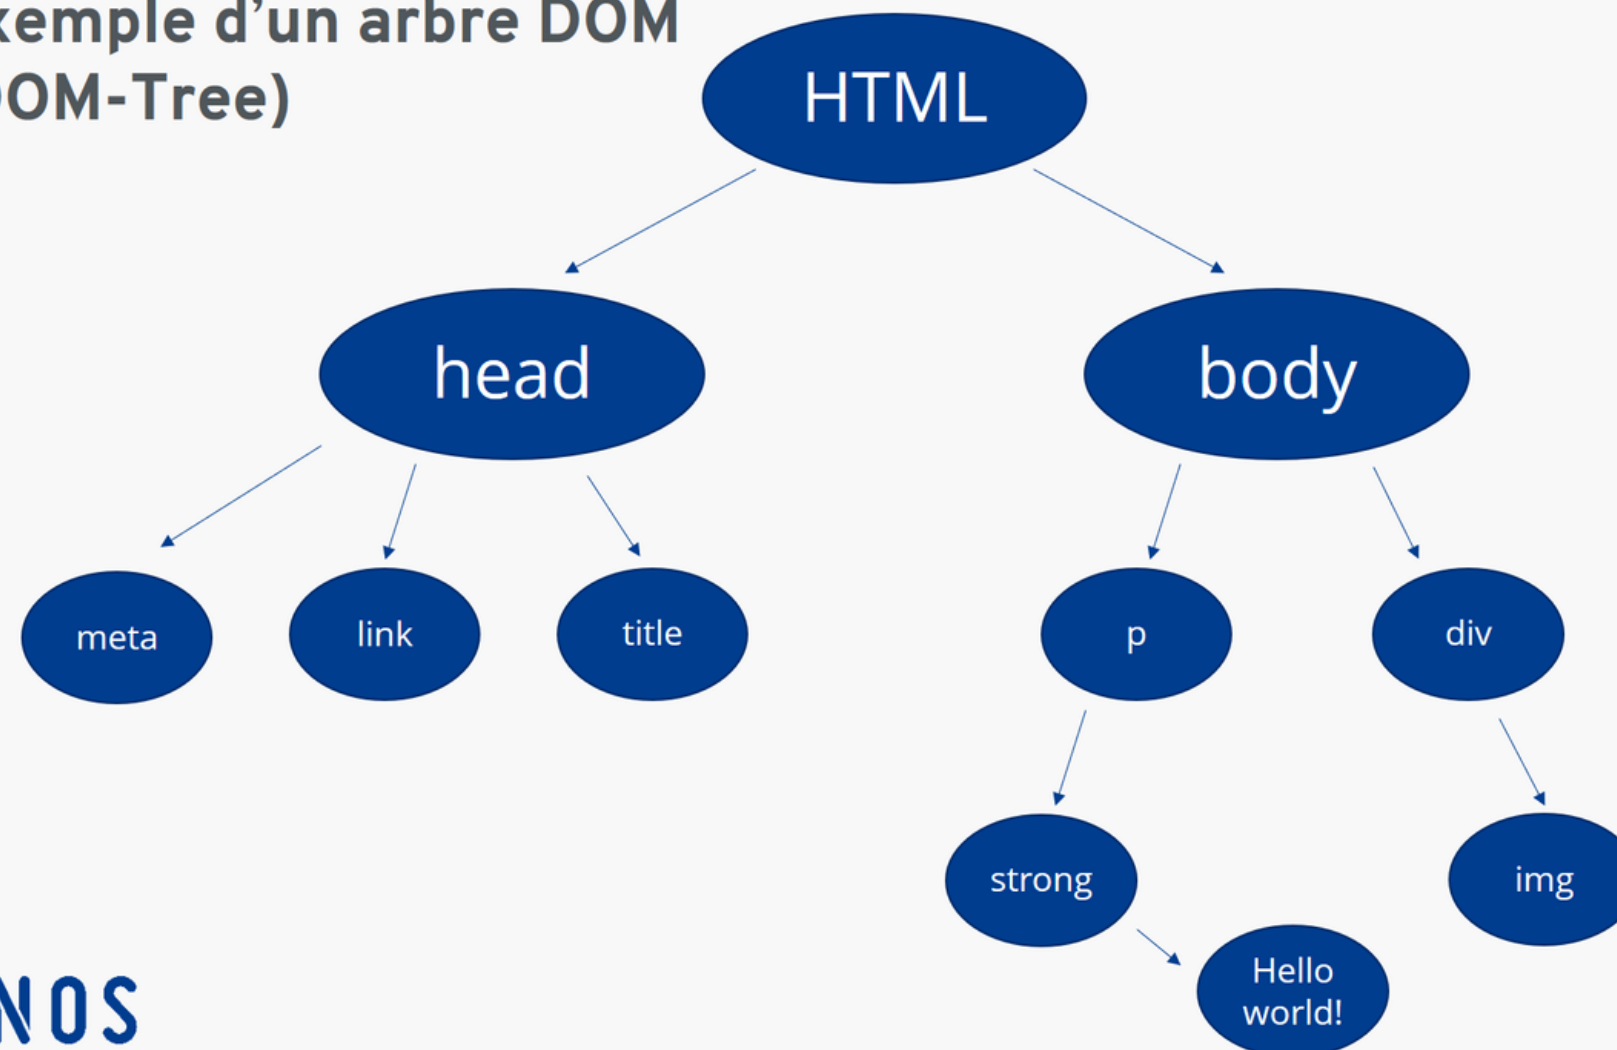 xemple d’un arbre DOM
OM-Tree)
HTML
head
body
meta
link
title
p
div
strong
img
Hello
world!
NOS